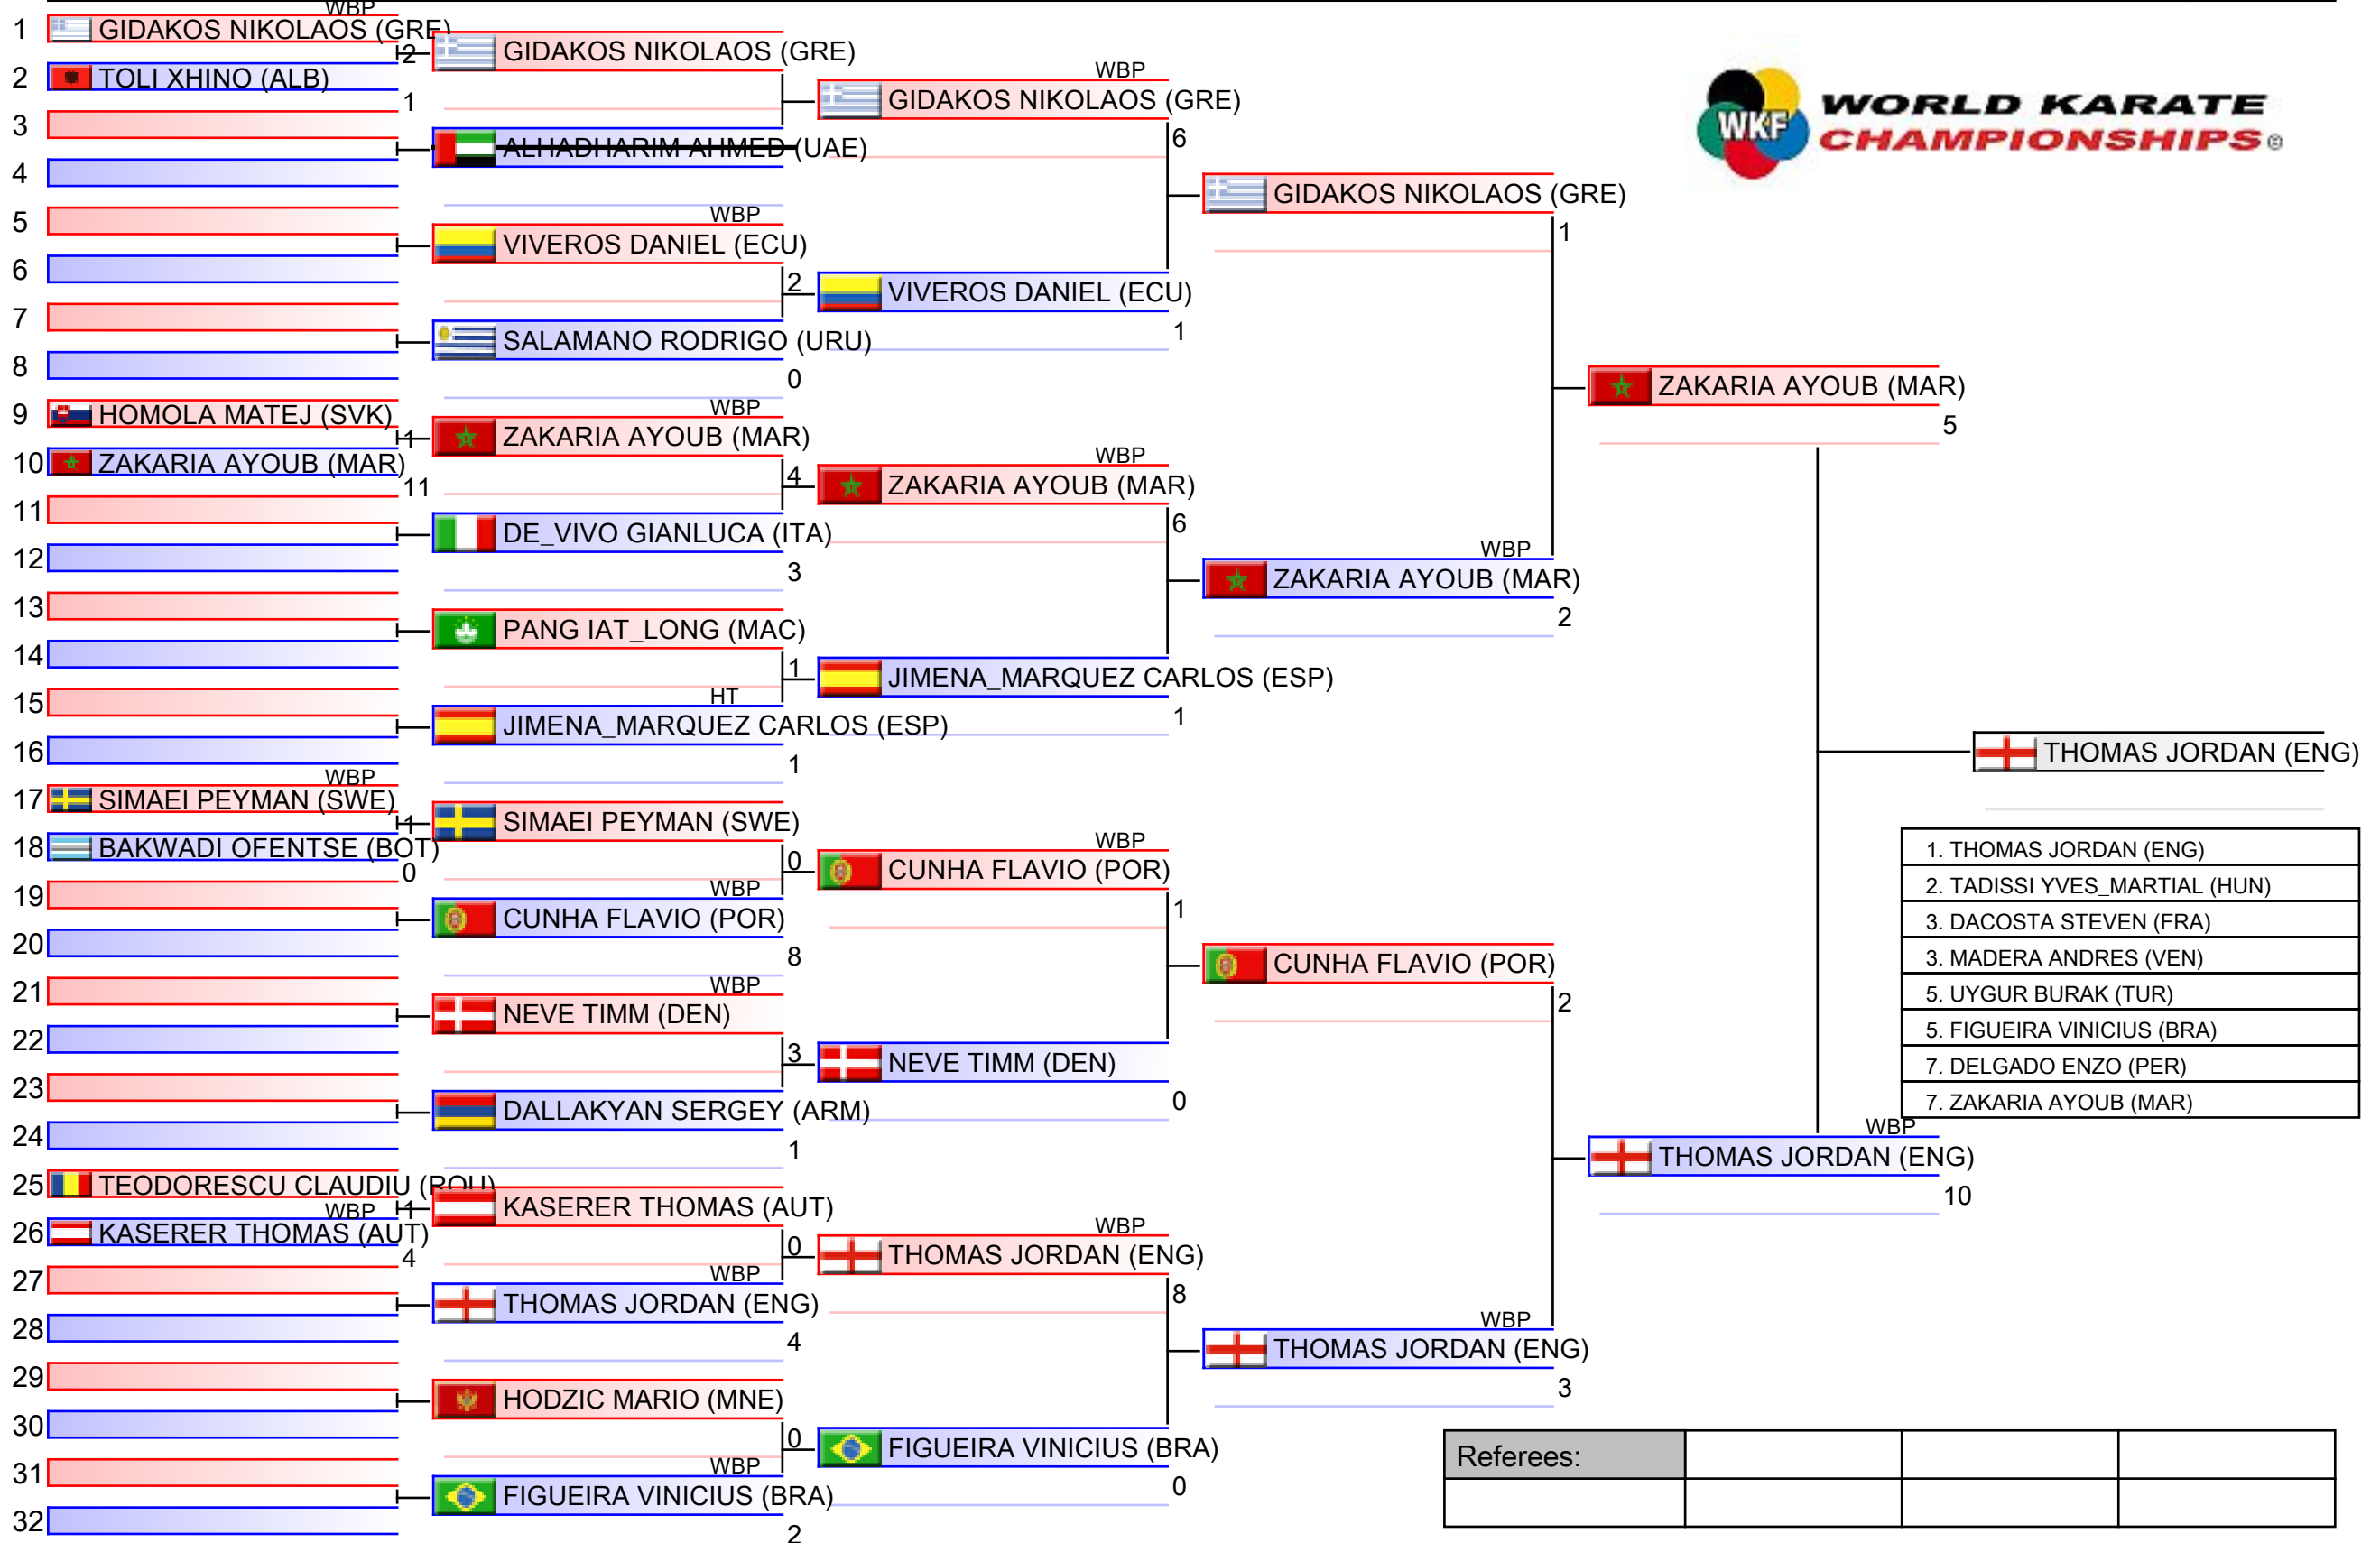 WBP
1 GIDAKOS NIKOLAOS (GRE)
2
2 TOLI XHINO (ALB)
1
3
4
5
6
7
8
9 HOMOLA MATEJ (SVK)
1
10 ZAKARIA AYOUB (MAR)
11
11
12
13
14
15
16
WBP
17 SIMAEI PEYMAN (SWE)
1
18 BAKWADI OFENTSE (BOT)
0
19
20
21
22
23
24
25 TEODORESCU CLAUDIU (ROU)
WBP 1
26 KASERER THOMAS (AUT)
4
27
28
29
30
31
32
GIDAKOS NIKOLAOS (GRE)
ALHADHARIM AHMED (UAE)
WBP
VIVEROS DANIEL (ECU)
2
SALAMANO RODRIGO (URU)
0
WBP
ZAKARIA AYOUB (MAR)
4
DE_VIVO GIANLUCA (ITA)
3
PANG IAT_LONG (MAC)
1
HT
JIMENA_MARQUEZ CARLOS (ESP)
1
SIMAEI PEYMAN (SWE)
0
WBP
CUNHA FLAVIO (POR)
8
WBP
NEVE TIMM (DEN)
3
DALLAKYAN SERGEY (ARM)
1
KASERER THOMAS (AUT)
0
WBP
THOMAS JORDAN (ENG)
4
HODZIC MARIO (MNE)
0
WBP
FIGUEIRA VINICIUS (BRA)
2
WBP
GIDAKOS NIKOLAOS (GRE)
6
VIVEROS DANIEL (ECU)
1
WBP
ZAKARIA AYOUB (MAR)
6
JIMENA_MARQUEZ CARLOS (ESP)
1
WBP
CUNHA FLAVIO (POR)
1
NEVE TIMM (DEN)
0
WBP
THOMAS JORDAN (ENG)
8
FIGUEIRA VINICIUS (BRA)
0
GIDAKOS NIKOLAOS (GRE)
1
WBP
ZAKARIA AYOUB (MAR)
2
CUNHA FLAVIO (POR)
2
WBP
THOMAS JORDAN (ENG)
3
ZAKARIA AYOUB (MAR)
5
WBP
THOMAS JORDAN (ENG)
10
THOMAS JORDAN (ENG)
WKF
WORLD KARATE
CHAMPIONSHIPS ©
1. THOMAS JORDAN (ENG)
2. TADISSI YVES_MARTIAL (HUN)
3. DACOSTA STEVEN (FRA)
3. MADERA ANDRES (VEN)
5. UYGUR BURAK (TUR)
5. FIGUEIRA VINICIUS (BRA)
7. DELGADO ENZO (PER)
7. ZAKARIA AYOUB (MAR)
Referees: